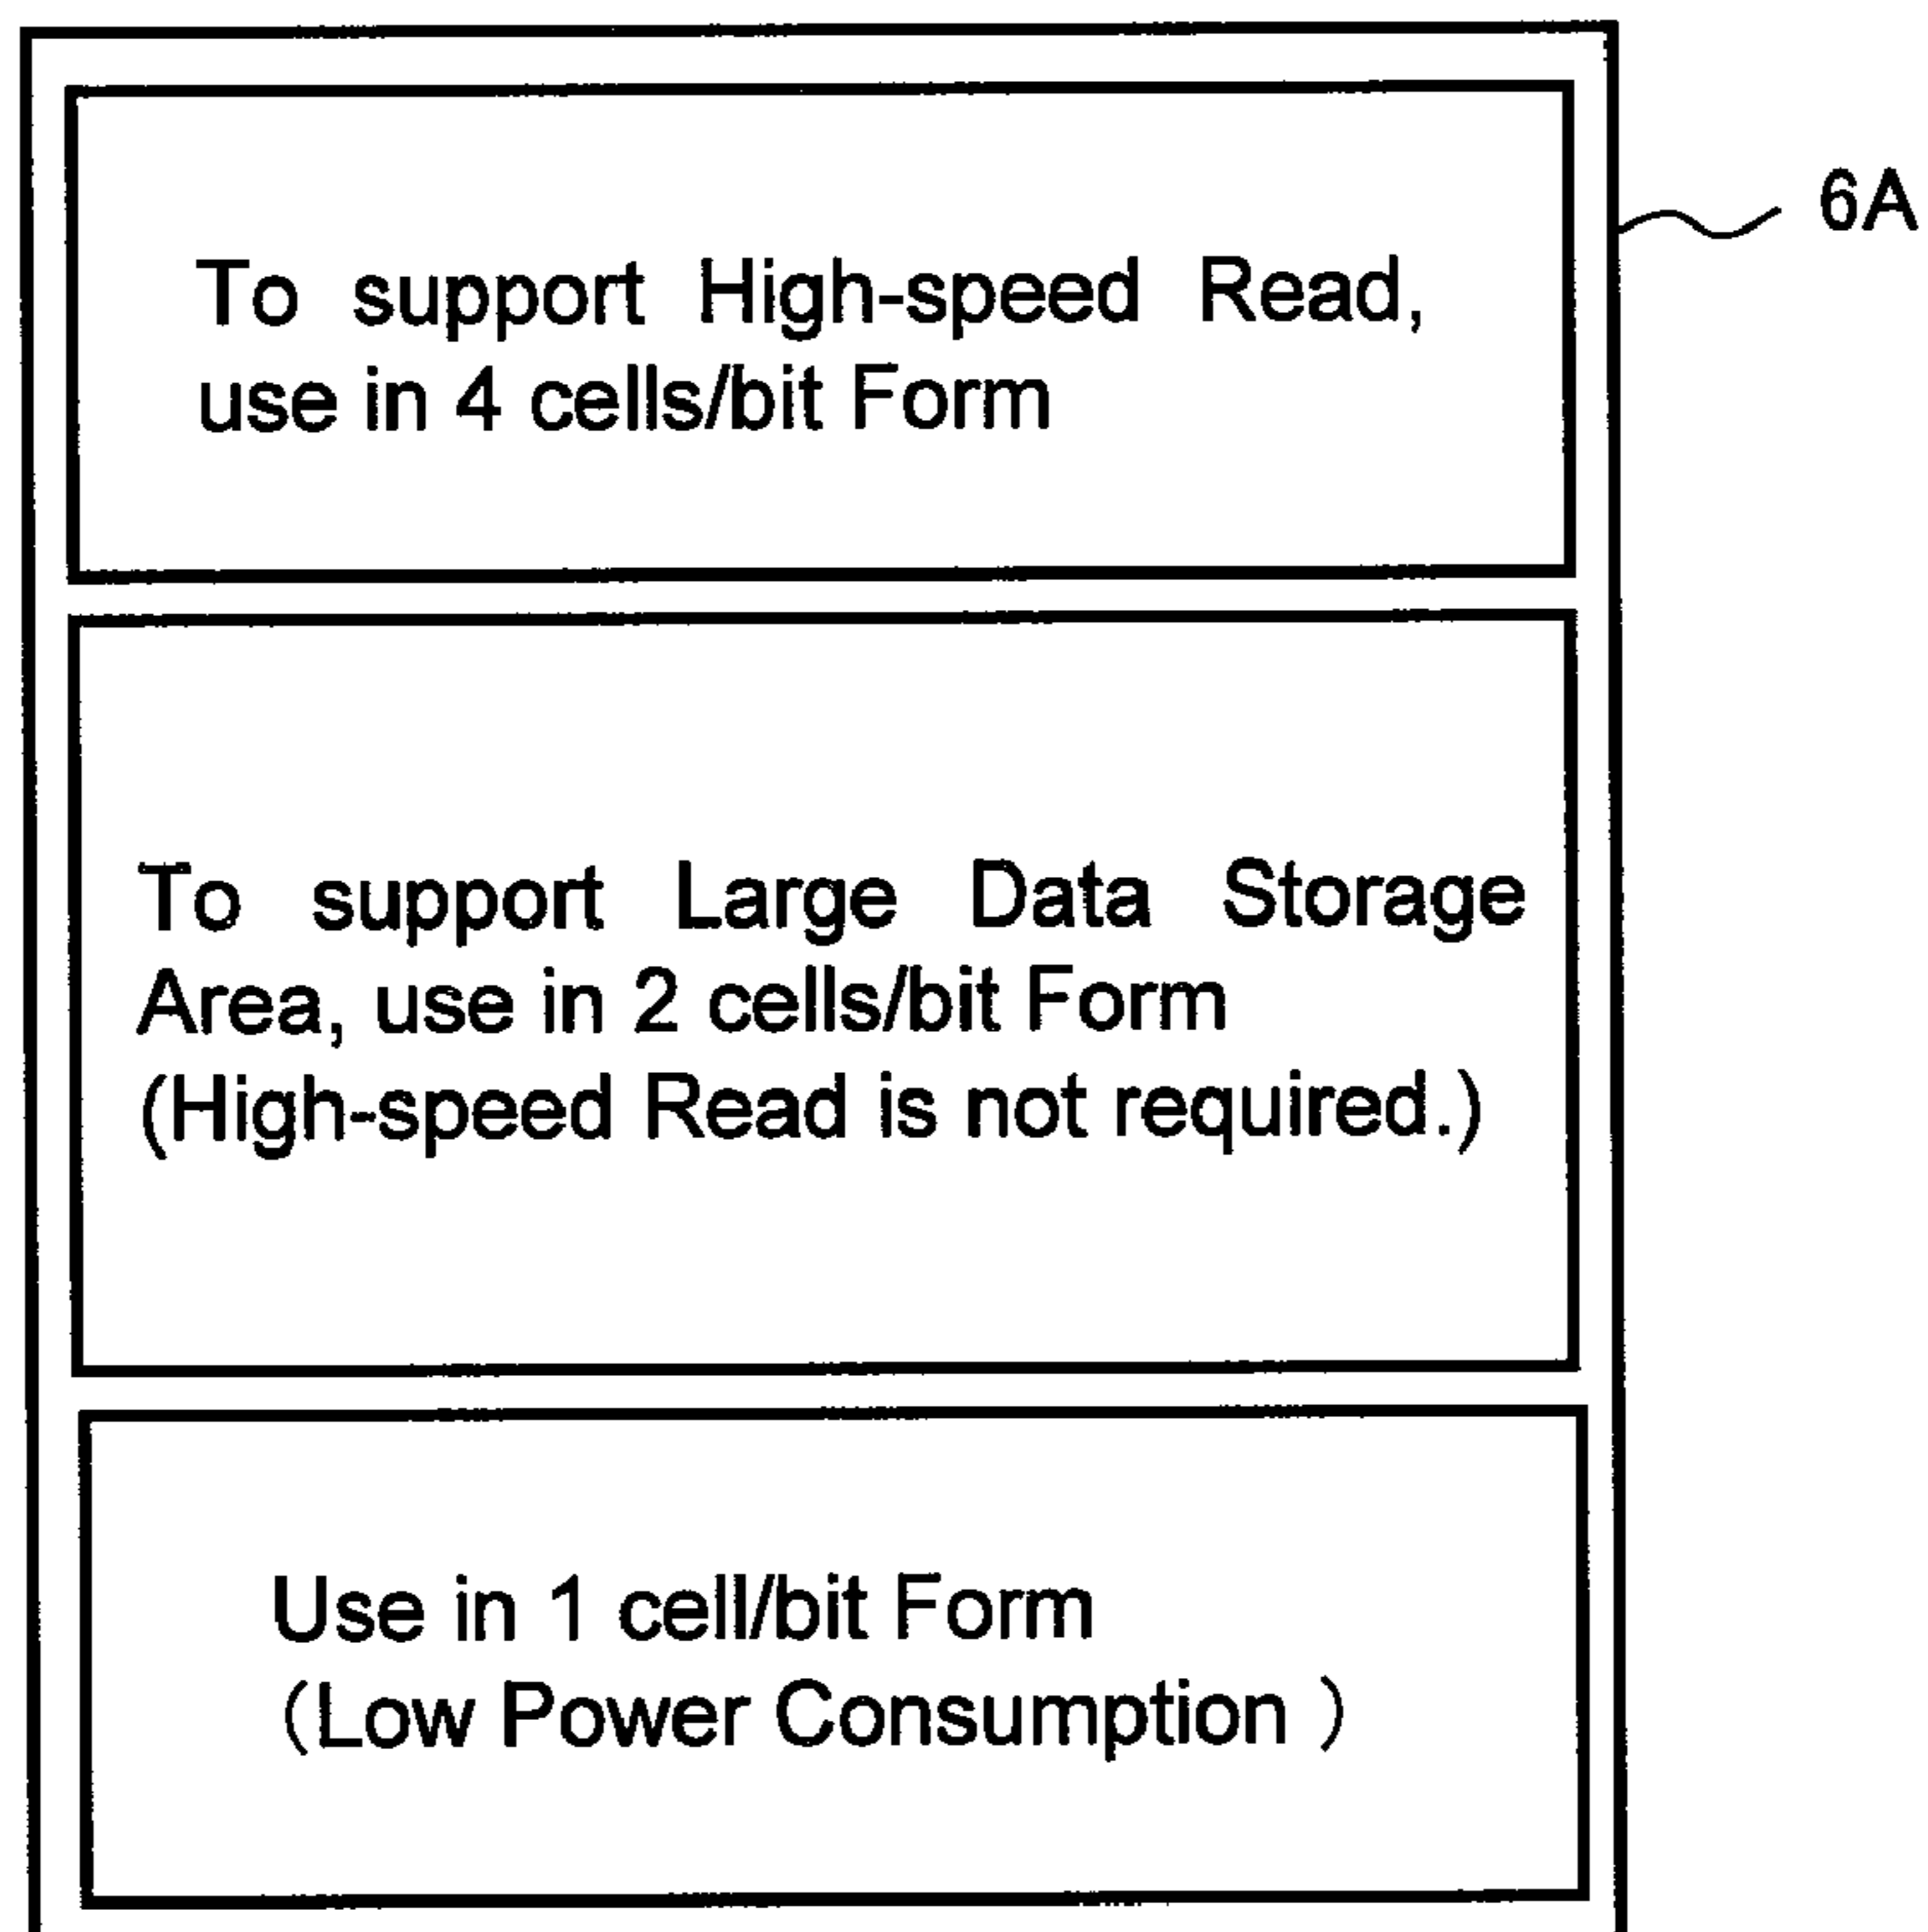 6A
To support High-speed Read,
use in 4 cells/bit Form
To support Large Data Storage
Area, use in 2 cells/bit Form
(High-speed Read is not required.)
Use in 1 cell/bit Form
(Low Power Consumption )